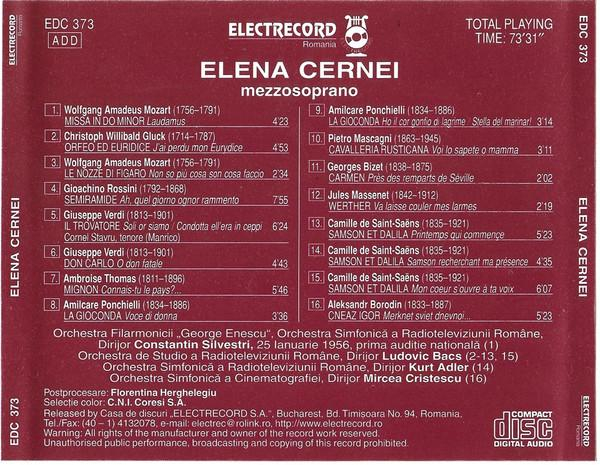 ELECTRECORD
Romania
EDC 373
EDC 373
ADD
ELECTRECORD
Romania
TOTAL PLAYING
TIME: 73'31"
EDC 373
ELENA CERNEI
mezzosoprano
1. Wolfgang Amadeus Mozart (1756–1791)
MISSA IN DO MINOR Laudamus 4'23
2. Christoph Willibald Gluck (1714–1787)
ORFEO ED EURIDICE J'ai perdu mon Eurydice 4'53
3. Wolfgang Amadeus Mozart (1756–1791)
LE NOZZE DI FIGARO Non so più cosa son cosa faccio 2'34
4. Gioachino Rossini (1792–1868)
SEMIRAMIDE Ah, quel giorno ognor rammento 7'55
5. Giuseppe Verdi (1813–1901)
IL TROVATORE Soli or siamo / Condotta ell'era in ceppi 6'24
Cornel Stavru, tenore (Manrico)
6. Giuseppe Verdi (1813–1901)
DON CARLO O don fatale 4'43
7. Ambroise Thomas (1811–1896)
MIGNON Connais-tu le pays?... 5'46
8. Amilcare Ponchielli (1834–1886)
LA GIOCONDA Voce di donna 3'36
9. Amilcare Ponchielli (1834–1886)
LA GIOCONDA Ho il cor gonfio di lagrime / Stella del marinar! 3'14
10. Pietro Mascagni (1863–1945)
CAVALLERIA RUSTICANA Voi lo sapete o mamma 3'11
11. Georges Bizet (1838–1875)
CARMEN Près des remparts de Séville 2'02
12. Jules Massenet (1842–1912)
WERTHER Va laisse couler mes larmes 2'19
13. Camille de Saint-Saëns (1835–1921)
SAMSON ET DALILA Printemps qui commence 5'23
14. Camille de Saint-Saëns (1835–1921)
SAMSON ET DALILA Samson recherchant ma présence 4'35
15. Camille de Saint-Saëns (1835–1921)
SAMSON ET DALILA Mon coeur s'ouvre à ta voix 6'07
16. Aleksandr Borodin (1833–1887)
CNEAZ IGOR Merknet sviet dnevnoi... 5'23
Orchestra Filarmonicii „George Enescu", Orchestra Simfonică a Radioteleviziunii Române,
Dirijor Constantin Silvestri, 25 Ianuarie 1956, prima audiţie naţională (1)
Orchestra de Studio a Radioteleviziunii Române, Dirijor Ludovic Bacs (2-13, 15)
Orchestra Simfonică a Radioteleviziunii Române, Dirijor Kurt Adler (14)
Orchestra Simfonică a Cinematografiei, Dirijor Mircea Cristescu (16)
Postprocesare: Florentina Herghelegiu
Selectie color: C.N.I. Coresi S.A.
Released by Casa de discuri „ELECTRECORD S.A.", Bucharest, Bd. Timişoara No. 94, Romania,
Tel./Fax: (40 – 1) 4132078, e-mail: electrec@rolink.ro, http://www.electrecord.ro
Warning: All rights of the manufacturer and owner of the record work reserved.
Unauthorised public performance, broadcasting and copying of this record prohibited.
COMPACT
disc
DIGITAL AUDIO
ELENA CERNEI
EDC 373
ELENA CERNEI
ELECTRECORD
Romania